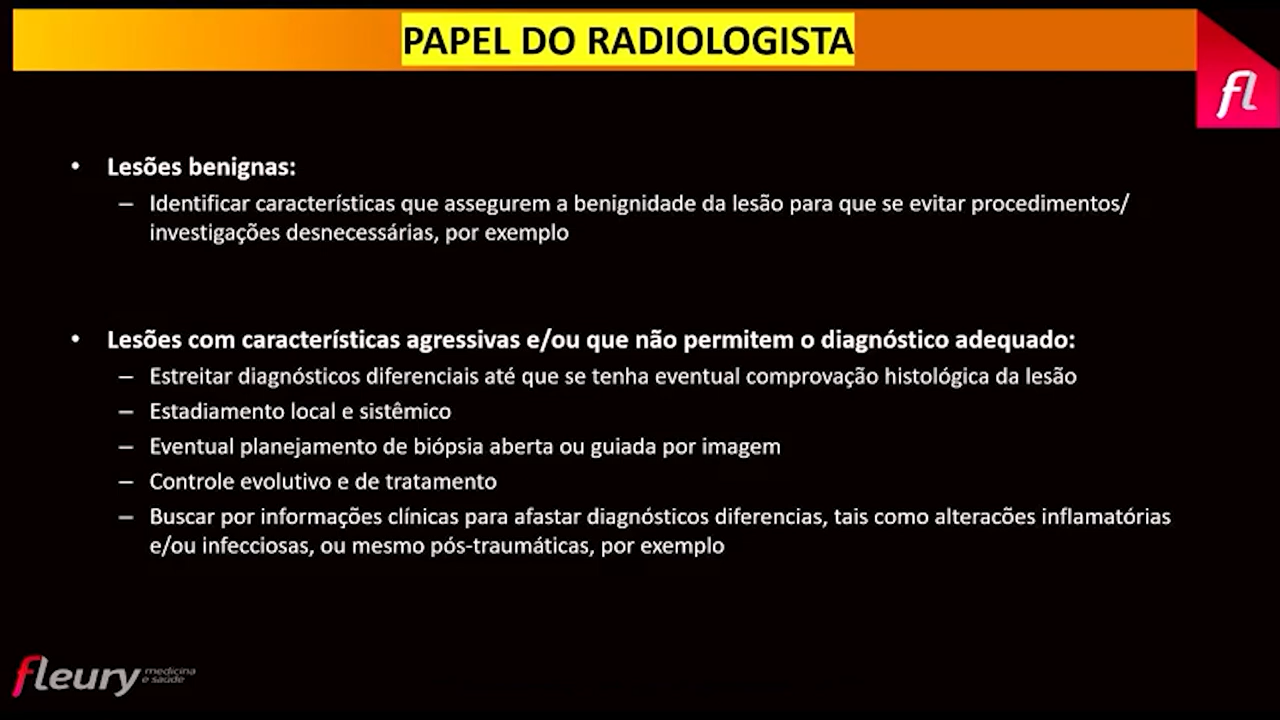 PAPEL DO RADIOLOGISTA
fl
• Lesões benignas:
– Identificar características que assegurem a benignidade da lesão para que se evitar procedimentos/
investigações desnecessárias, por exemplo
• Lesões com características agressivas e/ou que não permitem o diagnóstico adequado:
– Estreitar diagnósticos diferenciais até que se tenha eventual comprovação histológica da lesão
– Estadiamento local e sistêmico
– Eventual planejamento de biópsia aberta ou guiada por imagem
– Controle evolutivo e de tratamento
– Buscar por informações clínicas para afastar diagnósticos diferencias, tais como alteracões inflamatórias
e/ou infecciosas, ou mesmo pós-traumáticas, por exemplo
fleury medicina
e saúde